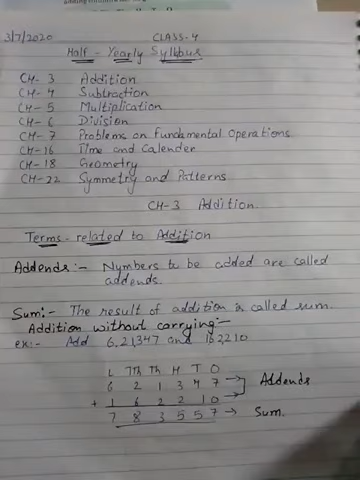 3/7/2020 CLASS-4
Half-Yearly Syllbus
CH- 3 Addition
CH- 4 Subtraction
CH- 5 Multiplication
CH- 6 Division
CH- 7 Problems on Fundamental Operations.
CH-16 Time and Calender
CH-18 Geometry
CH-22 Symmetry and Patterns
CH-3 Addition.
Terms-related to Addition
Addends:- Numbers to be added are called
addends.
Sum:- The result of addition is called sum.
Addition without carrying:-
ex:- Add 6,21,347 and 162210
L TTh Th H T O
6 2 1 3 4 7 → Addends
+ 1 6 2 2 1 0 →
7 8 3 5 5 7 → Sum.